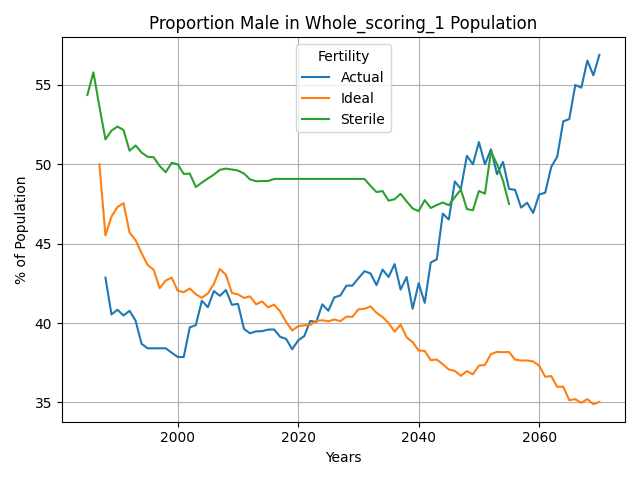 Proportion Male in Whole_scoring_1 Population
Fertility
Actual
Ideal
Sterile
% of Population
55
50
45
40
35
2000 2020 2040 2060
Years